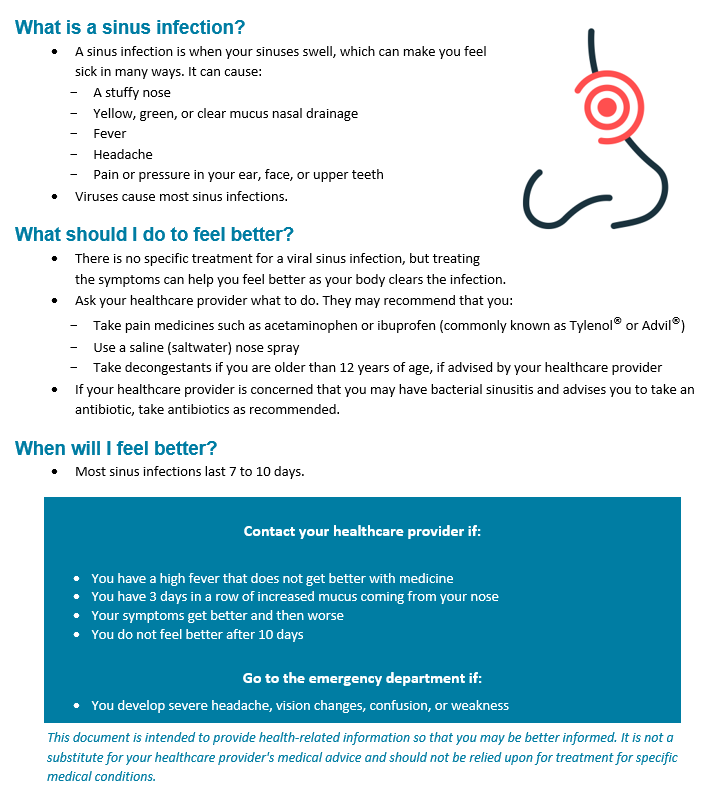 What is a sinus infection?
• A sinus infection is when your sinuses swell, which can make you feel
sick in many ways. It can cause:
− A stuffy nose
− Yellow, green, or clear mucus nasal drainage
− Fever
− Headache
− Pain or pressure in your ear, face, or upper teeth
• Viruses cause most sinus infections.
What should I do to feel better?
• There is no specific treatment for a viral sinus infection, but treating
the symptoms can help you feel better as your body clears the infection.
• Ask your healthcare provider what to do. They may recommend that you:
− Take pain medicines such as acetaminophen or ibuprofen (commonly known as Tylenol® or Advil®)
− Use a saline (saltwater) nose spray
− Take decongestants if you are older than 12 years of age, if advised by your healthcare provider
• If your healthcare provider is concerned that you may have bacterial sinusitis and advises you to take an
antibiotic, take antibiotics as recommended.
When will I feel better?
• Most sinus infections last 7 to 10 days.
Contact your healthcare provider if:
• You have a high fever that does not get better with medicine
• You have 3 days in a row of increased mucus coming from your nose
• Your symptoms get better and then worse
• You do not feel better after 10 days
Go to the emergency department if:
• You develop severe headache, vision changes, confusion, or weakness
This document is intended to provide health-related information so that you may be better informed. It is not a
substitute for your healthcare provider's medical advice and should not be relied upon for treatment for specific
medical conditions.